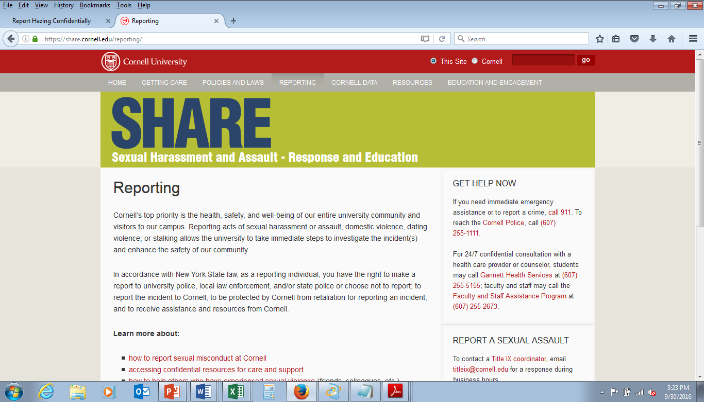 File Edit View History Bookmarks Tools Help
Report Hazing Confidentially × Reporting × +
https://share.cornell.edu/reporting/ Search
Cornell University This Site Cornell go
HOME GETTING CARE POLICIES AND LAWS REPORTING CORNELL DATA RESOURCES EDUCATION AND ENGAGEMENT
SHARE
Sexual Harassment and Assault - Response and Education
Reporting
Cornell's top priority is the health, safety, and well-being of our entire university community and
visitors to our campus. Reporting acts of sexual harassment or assault, domestic violence, dating
violence, or stalking allows the university to take immediate steps to investigate the incident(s)
and enhance the safety of our community.
In accordance with New York State law, as a reporting individual, you have the right to make a
report to university police, local law enforcement, and/or state police or choose not to report; to
report the incident to Cornell, to be protected by Cornell from retaliation for reporting an incident,
and to receive assistance and resources from Cornell.
Learn more about:
how to report sexual misconduct at Cornell
accessing confidential resources for care and support
how to help others who have experienced sexual violence (friends, colleagues, etc.)
GET HELP NOW
If you need immediate emergency
assistance or to report a crime, call 911. To
reach the Cornell Police, call (607)
255-1111.
For 24/7 confidential consultation with a
health care provider or counselor, students
may call Gannett Health Services at (607)
255-5155; faculty and staff may call the
Faculty and Staff Assistance Program at
(607) 255-2673.
REPORT A SEXUAL ASSAULT
To contact a Title IX coordinator, email
titleix@cornell.edu for a response during
business hours.
3:23 PM
9/30/2016